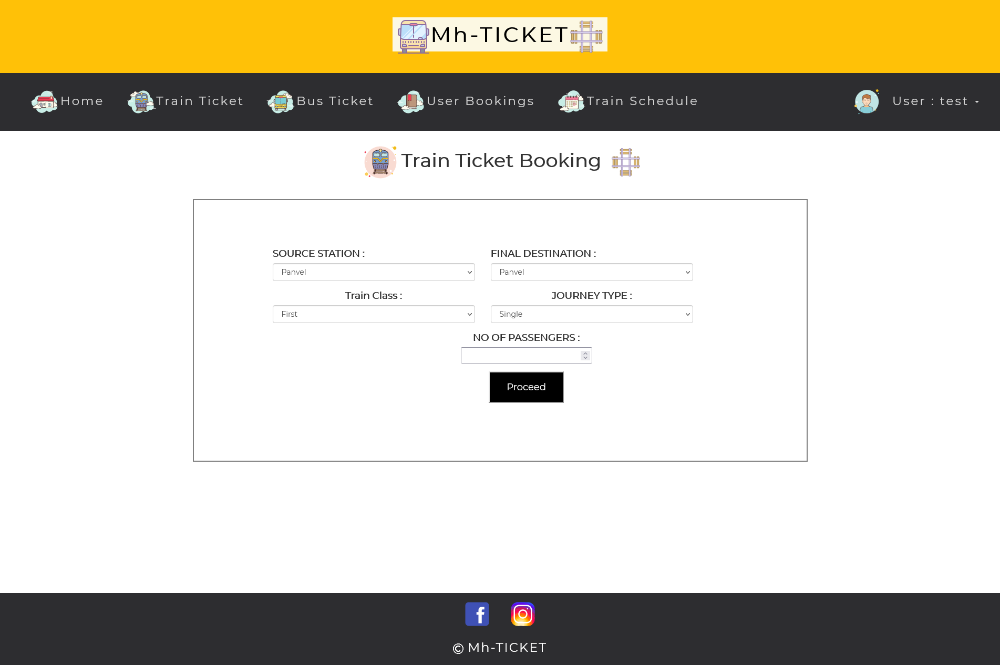 Mh-TICKET
Home Train Ticket Bus Ticket User Bookings Train Schedule User : test
Train Ticket Booking
SOURCE STATION : FINAL DESTINATION :
Panvel Panvel
Train Class : JOURNEY TYPE :
First Single
NO OF PASSENGERS :
Proceed
© Mh-TICKET